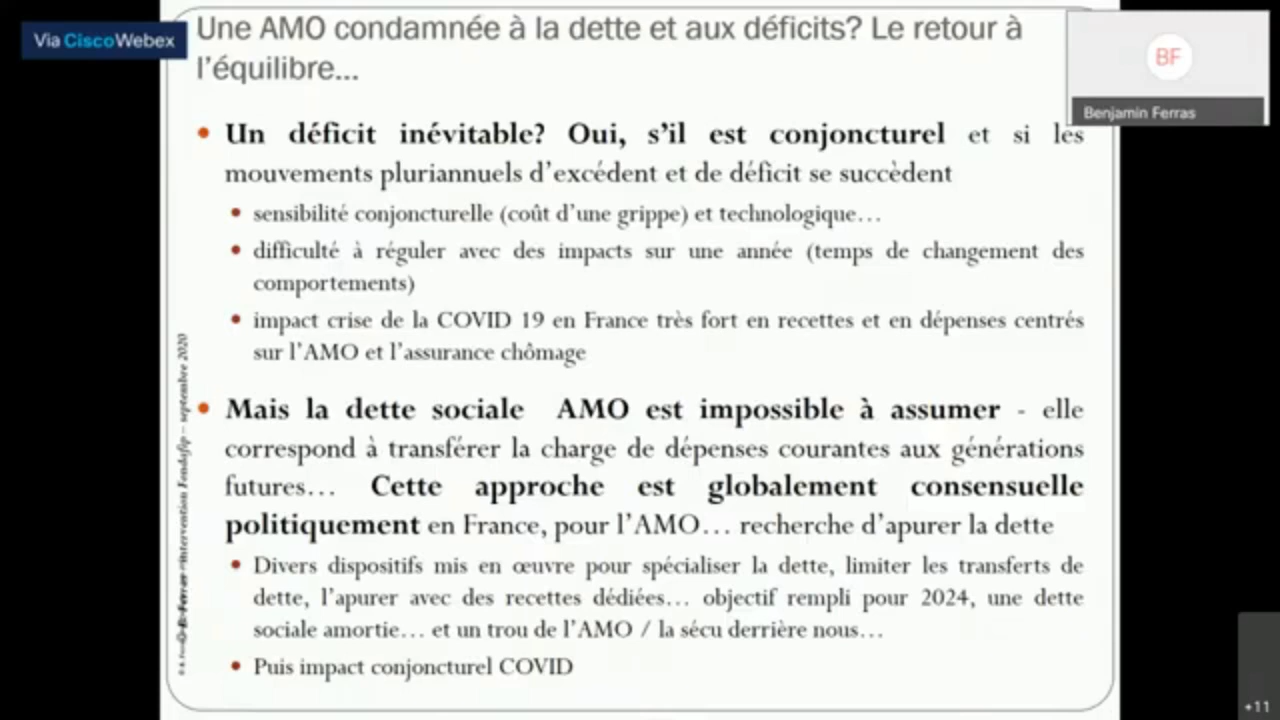 Via Cisco Webex
Une AMO condamnée à la dette et aux déficits? Le retour à
l'équilibre...
BF
Benjamin Ferras
• Un déficit inévitable? Oui, s'il est conjoncturel et si les
mouvements pluriannuels d'excédent et de déficit se succèdent
• sensibilité conjoncturelle (coût d'une grippe) et technologique...
• difficulté à réguler avec des impacts sur une année (temps de changement des
comportements)
• impact crise de la COVID 19 en France très fort en recettes et en dépenses centrés
sur l'AMO et l'assurance chômage
• Mais la dette sociale AMO est impossible à assumer - elle
correspond à transférer la charge de dépenses courantes aux générations
futures... Cette approche est globalement consensuelle
politiquement en France, pour l'AMO... recherche d'apurer la dette
• Divers dispositifs mis en œuvre pour spécialiser la dette, limiter les transferts de
dette, l'apurer avec des recettes dédiées... objectif rempli pour 2024, une dette
sociale amortie... et un trou de l'AMO / la sécu derrière nous...
• Puis impact conjoncturel COVID
intervention Fondafip – septembre 2020
+11